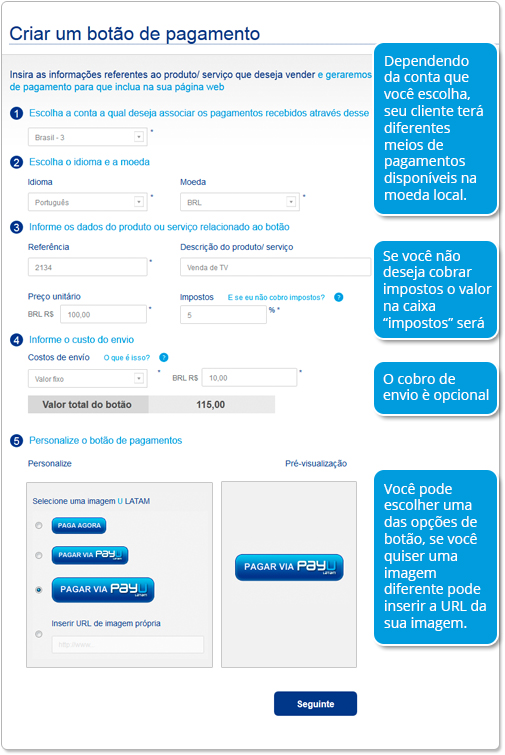 Criar um botão de pagamento
Insira as informações referentes ao produto/ serviço que deseja vender e geraremos
de pagamento para que inclua na sua página web
Dependendo
da conta que
você escolha,
seu cliente terá
diferentes
meios de
pagamentos
disponíveis na
moeda local.
1 Escolha a conta a qual deseja associar os pagamentos recebidos através desse
Brasil - 3 *
2 Escolha o idioma e a moeda
Idioma Moeda
Português * BRL *
3 Informe os dados do produto ou serviço relacionado ao botão
Referência Descrição do produto/ serviço
2134 * Venda de TV
Se você não
deseja cobrar
impostos o valor
na caixa
“impostos” será
Preço unitário Impostos E se eu não cobro impostos? ?
BRL R$ 100,00 * 5 % *
4 Informe o custo do envio
Costos de envío O que é isso? ?
Valor fixo * BRL R$ 10,00 *
O cobro de
envio è opcional
Valor total do botão 115,00
5 Personalize o botão de pagamentos
Personalize Pré-visualização
Selecione uma imagem U LATAM
PAGA AGORA
PAGAR VIA PAYU LATAM
PAGAR VIA PAYU LATAM
PAGAR VIA PAYU LATAM
Inserir URL de imagem própria
http://www.
Você pode
escolher uma
das opções de
botão, se você
quiser uma
imagem
diferente pode
inserir a URL da
sua imagem.
Seguinte